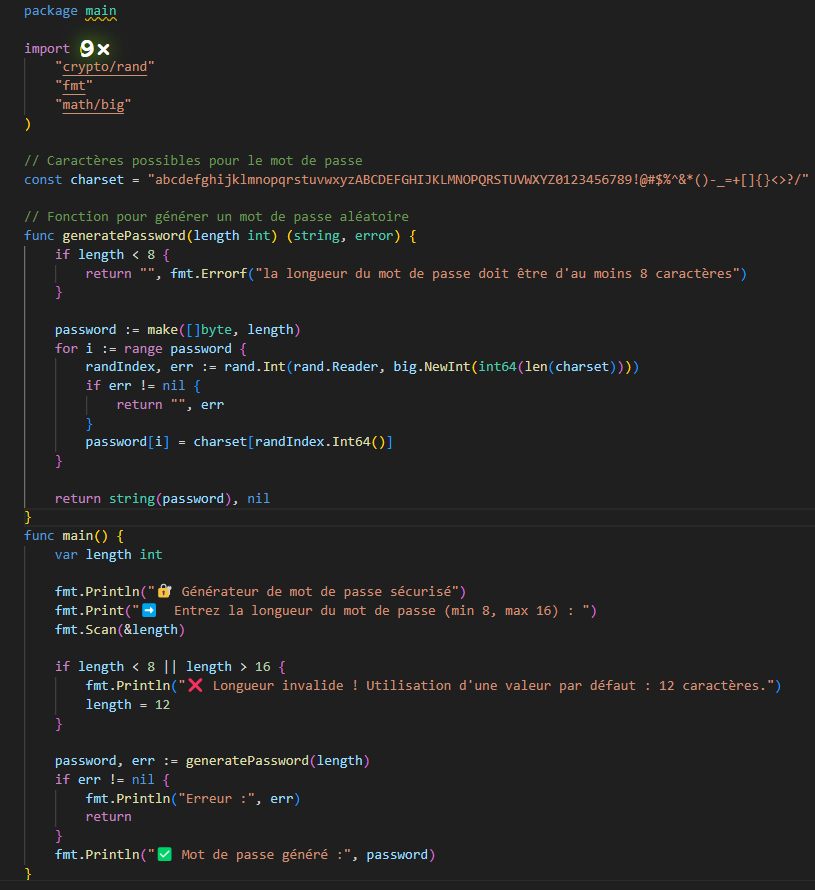 package main
import 9×
"crypto/rand"
"fmt"
"math/big"
)
// Caractères possibles pour le mot de passe
const charset = "abcdefghijklmnopqrstuvwxyzABCDEFGHIJKLMNOPQRSTUVWXYZ0123456789!@#$%^&*()-_=+[]{}<>?/"
// Fonction pour générer un mot de passe aléatoire
func generatePassword(length int) (string, error) {
if length < 8 {
return "", fmt.Errorf("la longueur du mot de passe doit être d'au moins 8 caractères")
}
password := make([]byte, length)
for i := range password {
randIndex, err := rand.Int(rand.Reader, big.NewInt(int64(len(charset))))
if err != nil {
return "", err
}
password[i] = charset[randIndex.Int64()]
}
return string(password), nil
}
func main() {
var length int
fmt.Println("🔐 Générateur de mot de passe sécurisé")
fmt.Print("➡️ Entrez la longueur du mot de passe (min 8, max 16) : ")
fmt.Scan(&length)
if length < 8 || length > 16 {
fmt.Println("❌ Longueur invalide ! Utilisation d'une valeur par défaut : 12 caractères.")
length = 12
}
password, err := generatePassword(length)
if err != nil {
fmt.Println("Erreur :", err)
return
}
fmt.Println("✅ Mot de passe généré :", password)
}